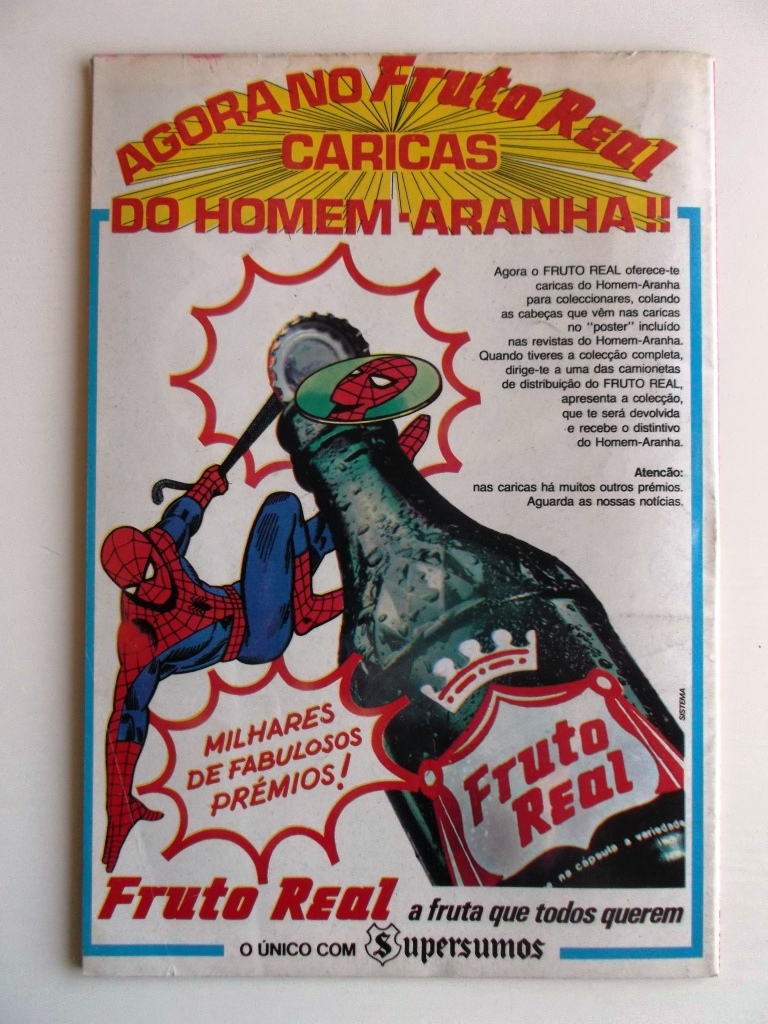 AGORA NO Fruto Real
CARICAS
DO HOMEM-ARANHA!!
Agora o FRUTO REAL oferece-te
caricas do Homem-Aranha
para coleccionares, colando
as cabeças que vêm nas caricas
no "poster" incluído
nas revistas do Homem-Aranha.
Quando tiveres a colecção completa,
dirige-te a uma das camionetas
de distribuição do FRUTO REAL,
apresenta a colecção,
que te será devolvida
e recebe o distintivo
do Homem-Aranha.
Atencão:
nas caricas há muitos outros prémios.
Aguarda as nossas notícias.
SISTEMA
MILHARES
DE FABULOSOS
PRÉMIOS!
Fruto
Real
na cápsula a variedade
Fruto Real a fruta que todos querem
O ÚNICO COM Supersumos